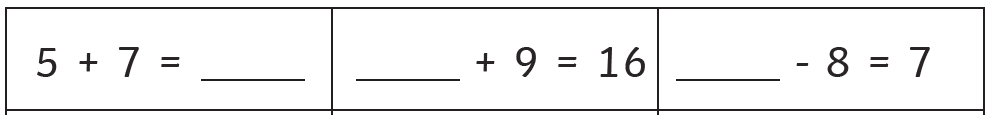 5 + 7 = _____
_____ + 9 = 16
_____ - 8 = 7